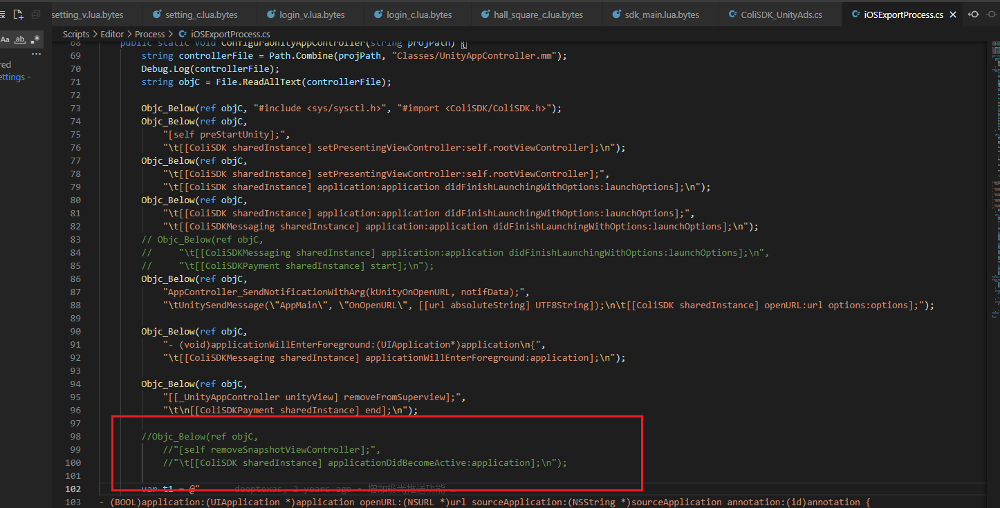 setting_v.lua.bytes setting_c.lua.bytes login_v.lua.bytes login_c.lua.bytes hall_square_c.lua.bytes sdk_main.lua.bytes ColiSDK_UnityAds.cs iOSExportProcess.cs
Aa ab .*
Scripts > Editor > Process > iOSExportProcess.cs
...
red
ettings -
68 public static void ConfiguraUnityAppController(string projPath) {
69 string controllerFile = Path.Combine(projPath, "Classes/UnityAppController.mm");
70 Debug.Log(controllerFile);
71 string objC = File.ReadAllText(controllerFile);
72
73 Objc_Below(ref objC, "#include <sys/sysctl.h>", "#import <ColiSDK/ColiSDK.h>");
74 Objc_Below(ref objC,
75 "[self preStartUnity];",
76 "\t[[ColiSDK sharedInstance] setPresentingViewController:self.rootViewController];\n");
77 Objc_Below(ref objC,
78 "\t[[ColiSDK sharedInstance] setPresentingViewController:self.rootViewController];",
79 "\t[[ColiSDK sharedInstance] application:application didFinishLaunchingWithOptions:launchOptions];\n");
80 Objc_Below(ref objC,
81 "\t[[ColiSDK sharedInstance] application:application didFinishLaunchingWithOptions:launchOptions];",
82 "\t[[ColiSDKMessaging sharedInstance] application:application didFinishLaunchingWithOptions:launchOptions];\n");
83 // Objc_Below(ref objC,
84 // "\t[[ColiSDKMessaging sharedInstance] application:application didFinishLaunchingWithOptions:launchOptions];\n",
85 // "\t[[ColiSDKPayment sharedInstance] start];\n");
86 Objc_Below(ref objC,
87 "AppController_SendNotificationWithArg(kUnityOnOpenURL, notifData);",
88 "\tUnitySendMessage(\"AppMain\", \"OnOpenURL\", [[url absoluteString] UTF8String]);\n\t[[ColiSDK sharedInstance] openURL:url options:options];");
89
90 Objc_Below(ref objC,
91 "- (void)applicationWillEnterForeground:(UIApplication*)application\n{",
92 "\t[[ColiSDKMessaging sharedInstance] applicationWillEnterForeground:application];\n");
93
94 Objc_Below(ref objC,
95 "[[_UnityAppController unityView] removeFromSuperview];",
96 "\t\n[[ColiSDKPayment sharedInstance] end];\n");
97
98 //Objc_Below(ref objC,
99 //"[self removeSnapshotViewController];",
100 //"\t[[ColiSDK sharedInstance] applicationDidBecomeActive:application];\n");
101
102 var t1 = @" deeptexas, 2 years ago • 增加极光推送功能
103 - (BOOL)application:(UIApplication *)application openURL:(NSURL *)url sourceApplication:(NSString *)sourceApplication annotation:(id)annotation {